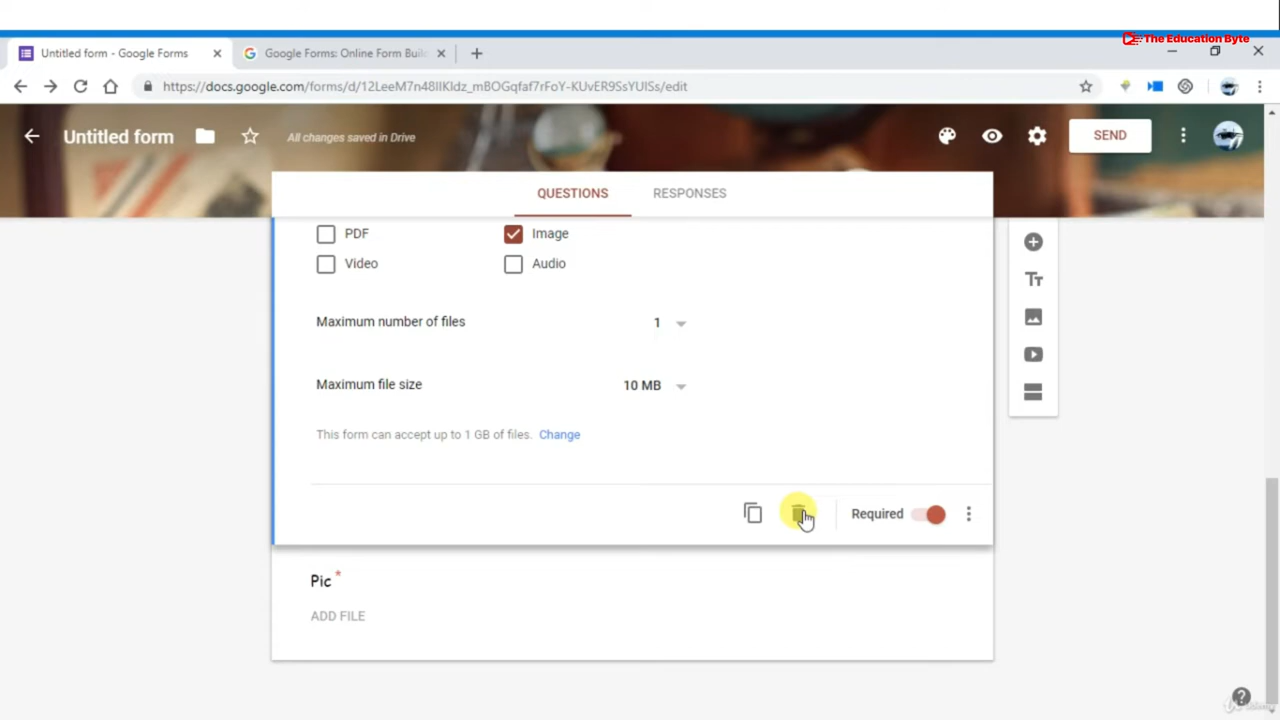 The Education Byte
Untitled form - Google Forms
Google Forms: Online Form Buil
https://docs.google.com/forms/d/12LeeM7n48IIKIdz_mBOGqfaf7rFoY-KUvER9SsYUISs/edit
Untitled form
All changes saved in Drive
SEND
QUESTIONS
RESPONSES
PDF
Image
Video
Audio
Maximum number of files
1
Maximum file size
10 MB
This form can accept up to 1 GB of files. Change
Required
Pic *
ADD FILE